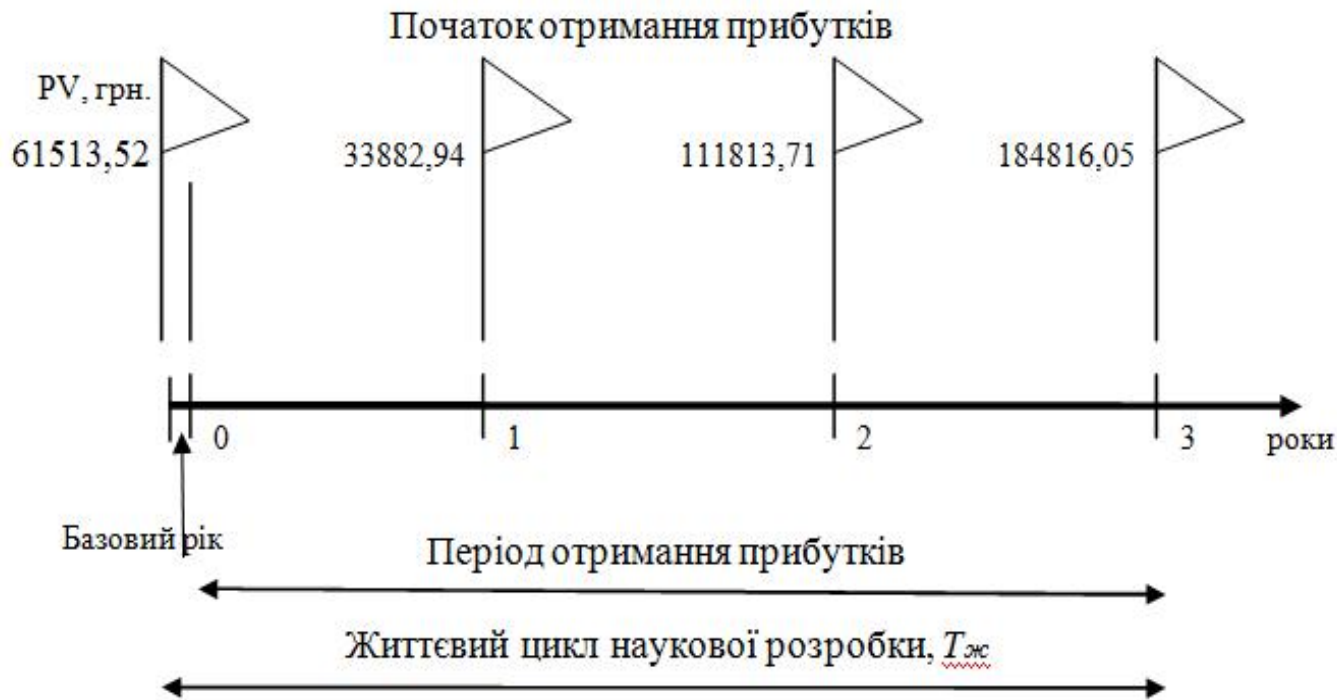 Початок отримання прибутків
PV, грн.
61513,52 33882,94 111813,71 184816,05
0 1 2 3 роки
Базовий рік
Період отримання прибутків
Життєвий цикл наукової розробки, Tж